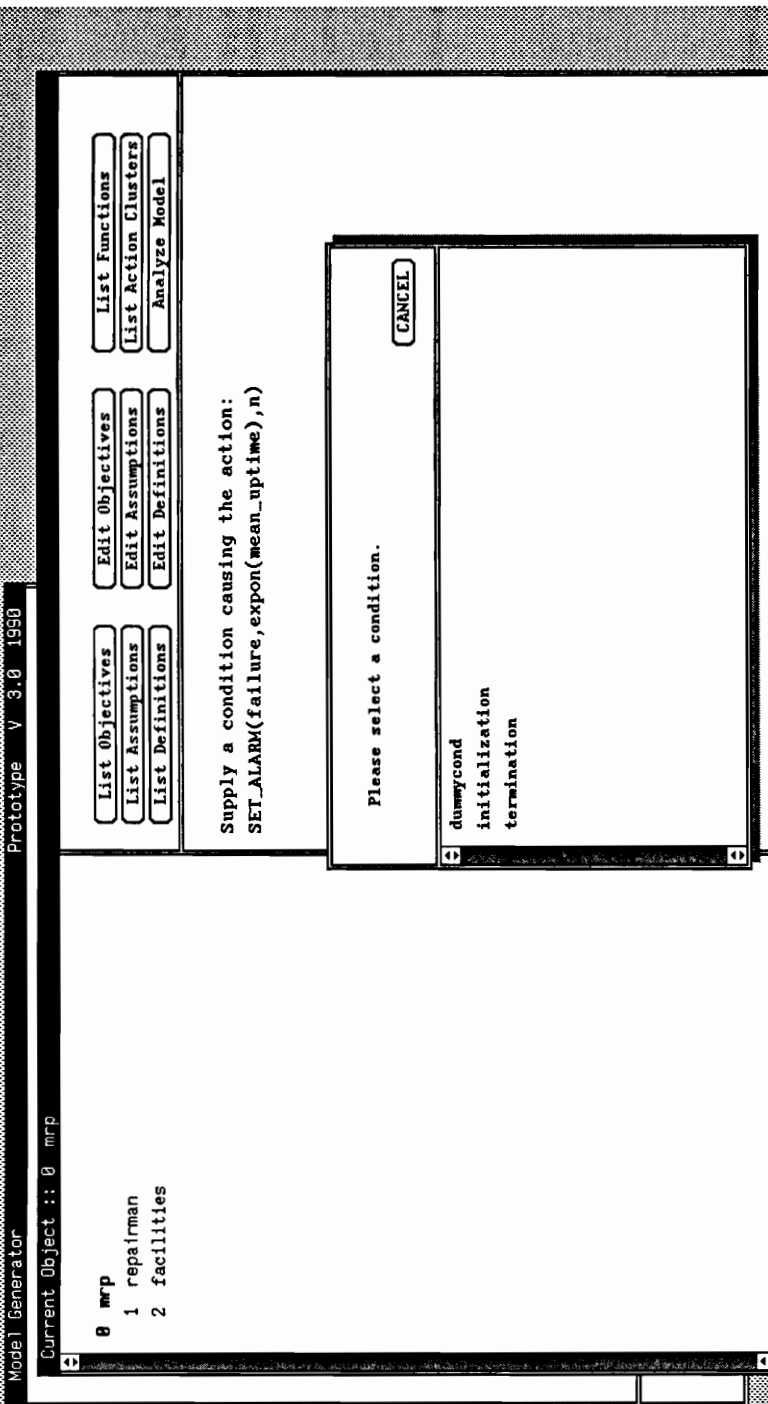 Model Generator Prototype V 3.0 1990
Current Object :: 0 mrp
0 mrp
1 repairman
2 facilities
List Objectives Edit Objectives List Functions
List Assumptions Edit Assumptions List Action Clusters
List Definitions Edit Definitions Analyze Model
Supply a condition causing the action:
SET_ALARM(failure,expon(mean_uptime),n)
Please select a condition.
CANCEL
dummycond
initialization
termination